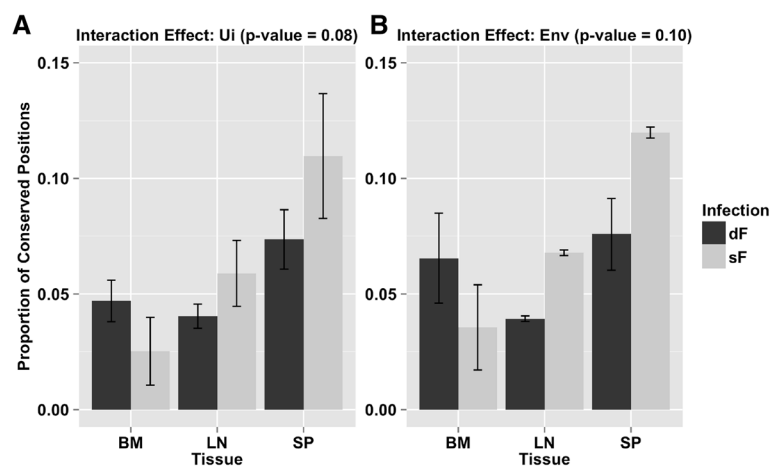 A
Interaction Effect: Ui (p-value = 0.08)
B
Interaction Effect: Env (p-value = 0.10)
Proportion of Conserved Positions
0.15
0.10
0.05
0.00
BM
LN
SP
Tissue
0.15
0.10
0.05
0.00
BM
LN
SP
Tissue
Infection
dF
sF